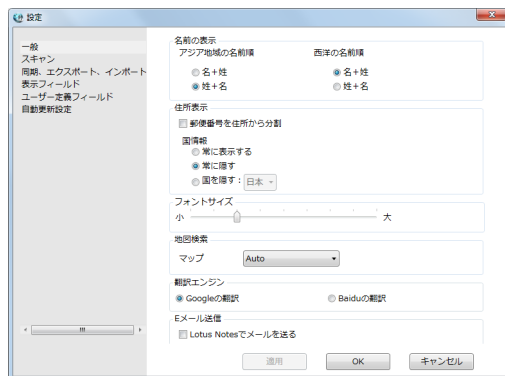 設定
一般
スキャン
同期、エクスポート、インポート
表示フィールド
ユーザー定義フィールド
自動更新設定
名前の表示
アジア地域の名前順 西洋の名前順
名+姓 名+姓
姓+名 姓+名
住所表示
郵便番号を住所から分割
国情報
常に表示する
常に隠す
国を隠す： 日本
フォントサイズ
小 大
地図検索
マップ Auto
翻訳エンジン
Googleの翻訳 Baiduの翻訳
Eメール送信
Lotus Notesでメールを送る
適用 OK キャンセル